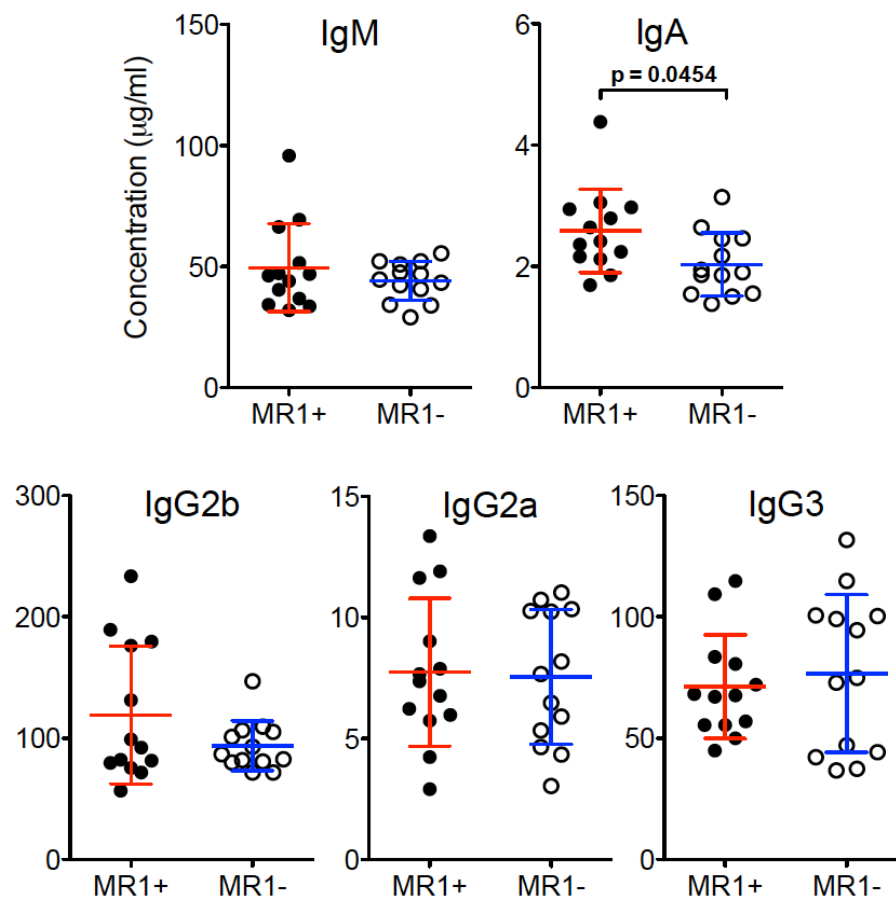 IgM
IgA
Concentration (µg/ml)
150
100
50
0
MR1+
MR1-
6
4
2
0
p = 0.0454
MR1+
MR1-
IgG2b
IgG2a
IgG3
300
200
100
0
MR1+
MR1-
15
10
5
0
MR1+
MR1-
150
100
50
0
MR1+
MR1-